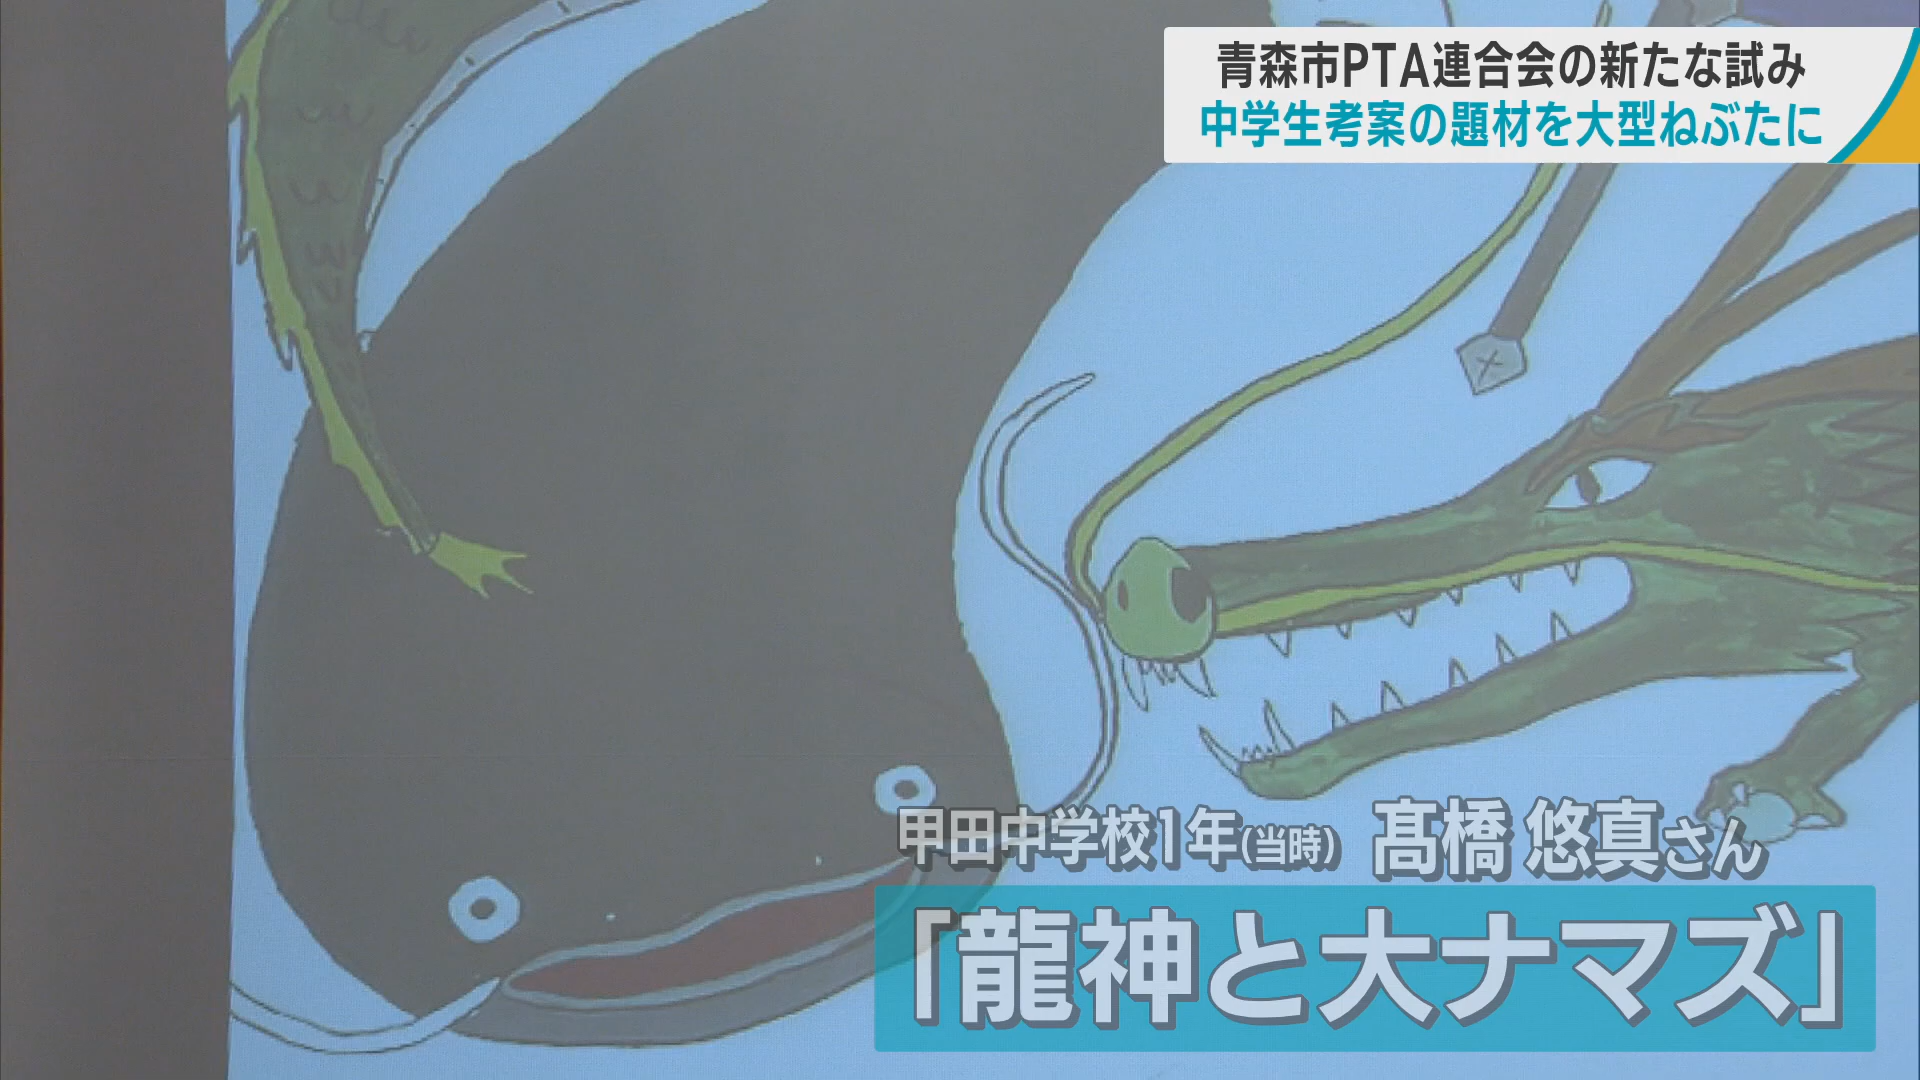 青森市PTA連合会の新たな試み
中学生考案の題材を大型ねぶたに
甲田中学校1年(当時) 髙橋 悠真さん
「龍神と大ナマズ」